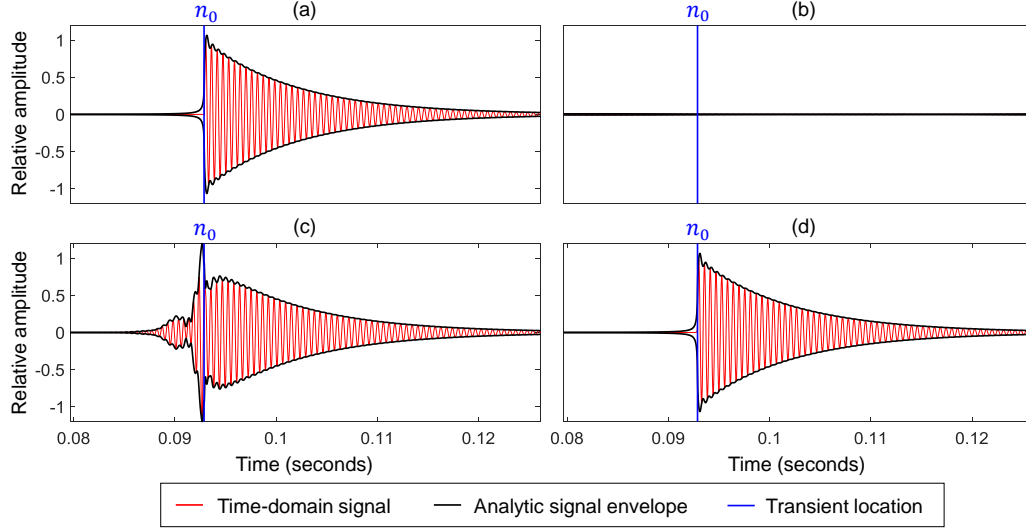 (a)
n₀
Relative amplitude
1
0.5
0
-0.5
-1
(b)
n₀
(c)
n₀
Relative amplitude
1
0.5
0
-0.5
-1
0.08
0.09
0.1
0.11
0.12
Time (seconds)
(d)
n₀
0.08
0.09
0.1
0.11
0.12
Time (seconds)
Time-domain signal
Analytic signal envelope
Transient location